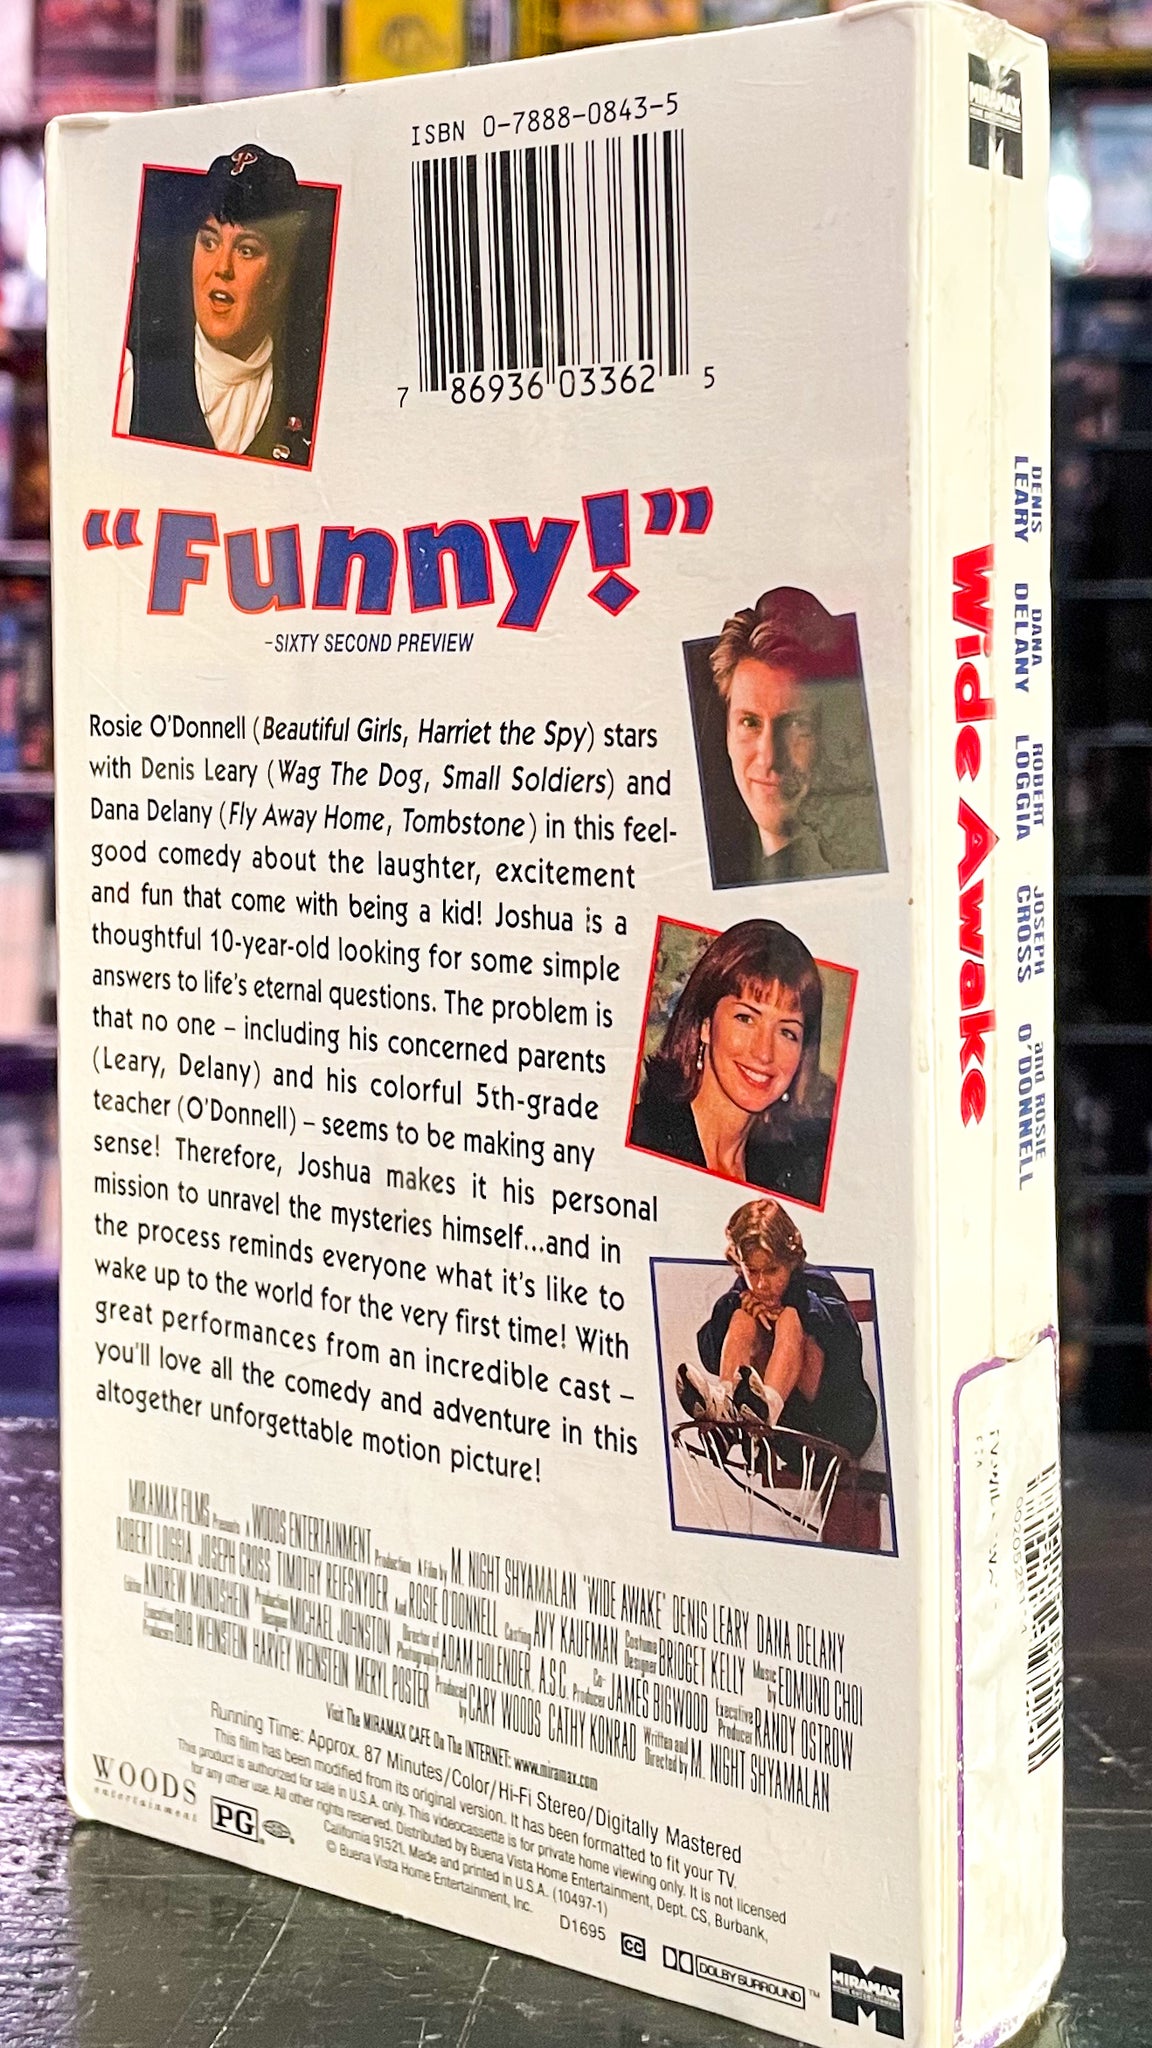 ISBN 0-7888-0843-5
7 86936 03362 5
P
"Funny!"
-SIXTY SECOND PREVIEW
Rosie O'Donnell (Beautiful Girls, Harriet the Spy) stars
with Denis Leary (Wag The Dog, Small Soldiers) and
Dana Delany (Fly Away Home, Tombstone) in this feel-
good comedy about the laughter, excitement
and fun that come with being a kid! Joshua is a
thoughtful 10-year-old looking for some simple
answers to life's eternal questions. The problem is
that no one – including his concerned parents
(Leary, Delany) and his colorful 5th-grade
teacher (O'Donnell) – seems to be making any
sense! Therefore, Joshua makes it his personal
mission to unravel the mysteries himself...and in
the process reminds everyone what it's like to
wake up to the world for the very first time! With
great performances from an incredible cast –
you'll love all the comedy and adventure in this
altogether unforgettable motion picture!
MIRAMAX FILMS Presents A WOODS ENTERTAINMENT Production A Film by M. NIGHT SHYAMALAN "WIDE AWAKE" DENIS LEARY DANA DELANY
ROBERT LOGGIA JOSEPH CROSS TIMOTHY REIFSNYDER And ROSIE O'DONNELL Casting AVY KAUFMAN Costume Designer BRIDGET KELLY Music by EDMUND CHOI
Editor ANDREW MONDSHEIN Production Designer MICHAEL JOHNSTON Director of Photography ADAM HOLENDER, A.S.C. Co-Producer JAMES BIGWOOD Executive Producer RANDY OSTROW
Executive Producers BOB WEINSTEIN HARVEY WEINSTEIN MERYL POSTER Produced by CARY WOODS CATHY KONRAD Written and Directed by M. NIGHT SHYAMALAN
Visit The MIRAMAX CAFE On The INTERNET: www.miramax.com
Running Time: Approx. 87 Minutes/Color/Hi-Fi Stereo/Digitally Mastered
This film has been modified from its original version. It has been formatted to fit your TV.
This product is authorized for sale in U.S.A. only. This videocassette is for private home viewing only. It is not licensed
for any other use. All other rights reserved. Distributed by Buena Vista Home Entertainment, Dept. CS, Burbank,
California 91521. Made and printed in U.S.A. (10497-1)
© Buena Vista Home Entertainment, Inc.
WOODS
entertainment
PG
D1695
CC
DOLBY SURROUND TM
MIRAMAX
HOME ENTERTAINMENT
MIRAMAX
HOME ENTERTAINMENT
DENIS LEARY DANA DELANY ROBERT LOGGIA JOSEPH CROSS and ROSIE O'DONNELL
Wide Awake